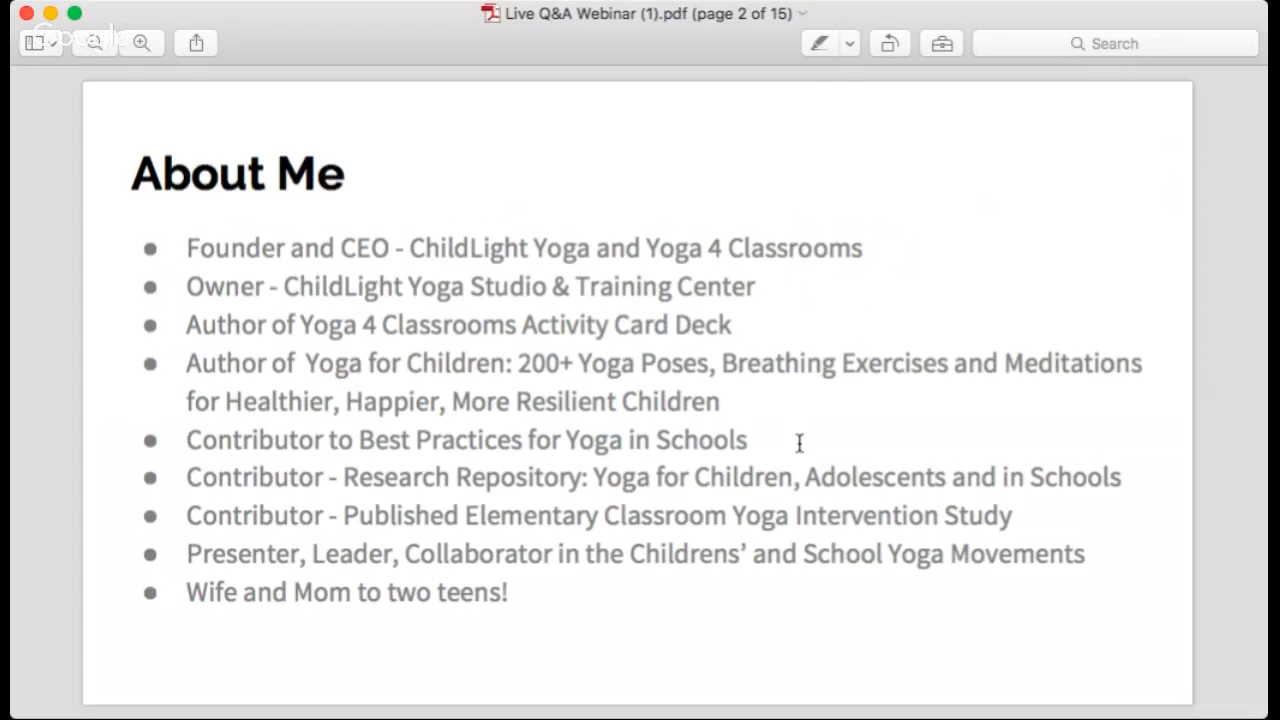 Live Q&A Webinar (1).pdf (page 2 of 15)
Google
Search
About Me
● Founder and CEO - ChildLight Yoga and Yoga 4 Classrooms
● Owner - ChildLight Yoga Studio & Training Center
● Author of Yoga 4 Classrooms Activity Card Deck
● Author of  Yoga for Children: 200+ Yoga Poses, Breathing Exercises and Meditations
for Healthier, Happier, More Resilient Children
● Contributor to Best Practices for Yoga in Schools
● Contributor - Research Repository: Yoga for Children, Adolescents and in Schools
● Contributor - Published Elementary Classroom Yoga Intervention Study
● Presenter, Leader, Collaborator in the Childrens’ and School Yoga Movements
● Wife and Mom to two teens!